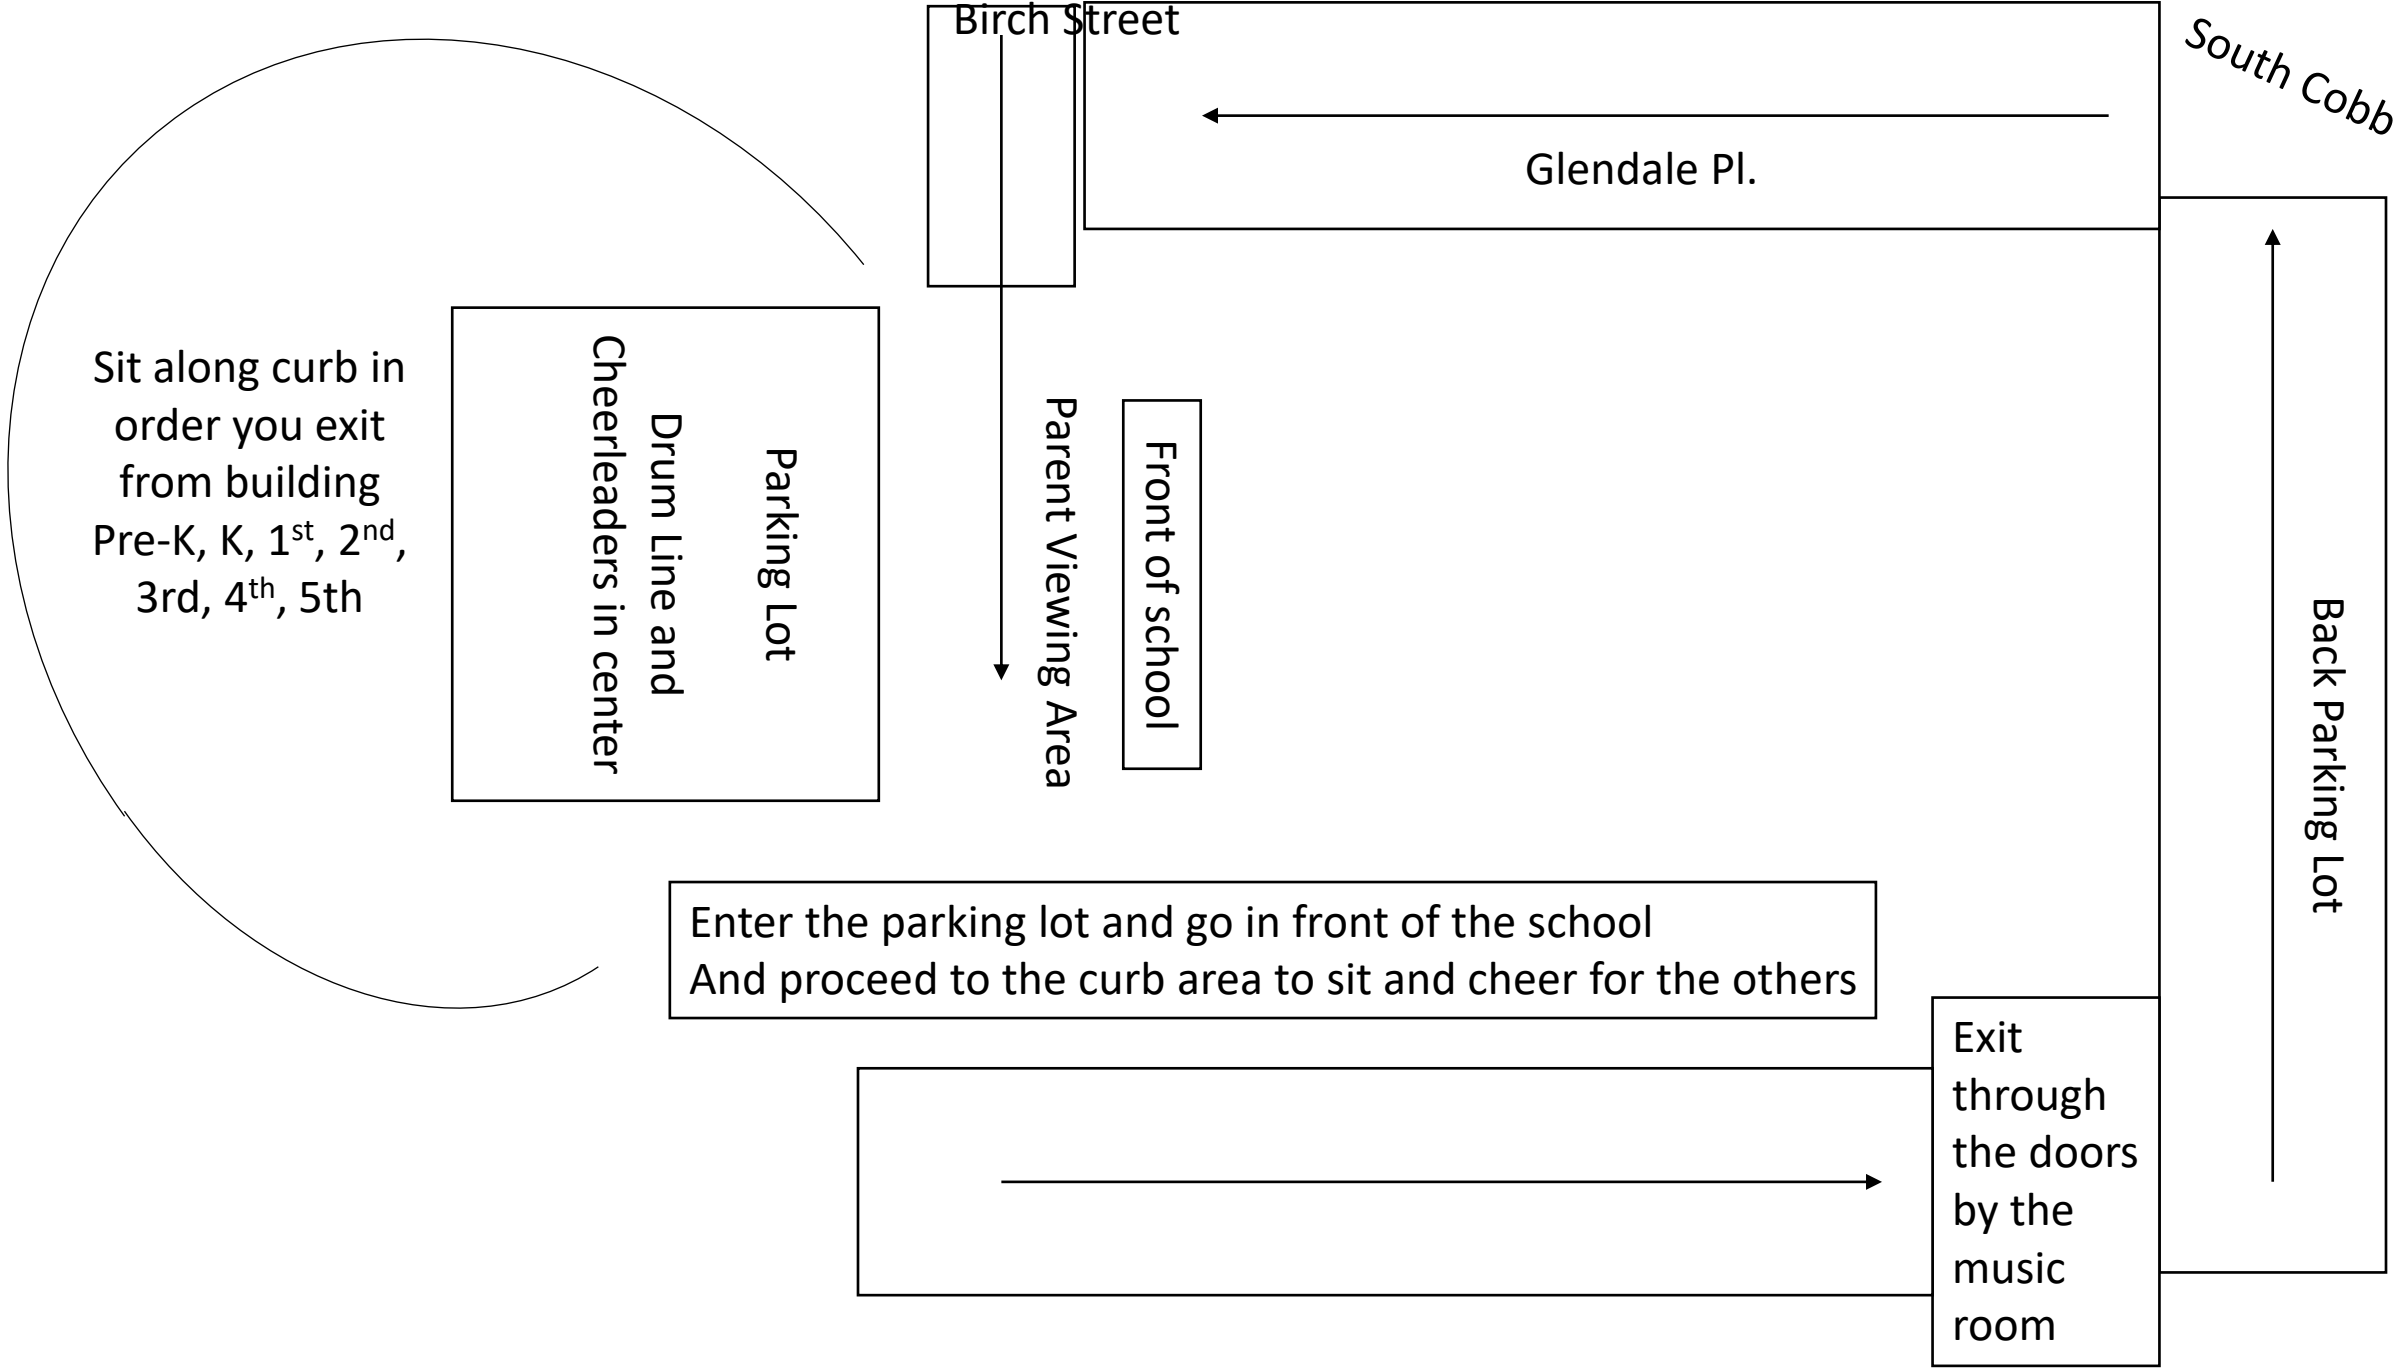 Birch Street
South Cobb
Glendale Pl.
Sit along curb in
order you exit
from building
Pre-K, K, 1st, 2nd,
3rd, 4th, 5th
Parking Lot
Drum Line and
Cheerleaders in center
Parent Viewing Area
Front of school
Back Parking Lot
Enter the parking lot and go in front of the school
And proceed to the curb area to sit and cheer for the others
Exit
through
the doors
by the
music
room